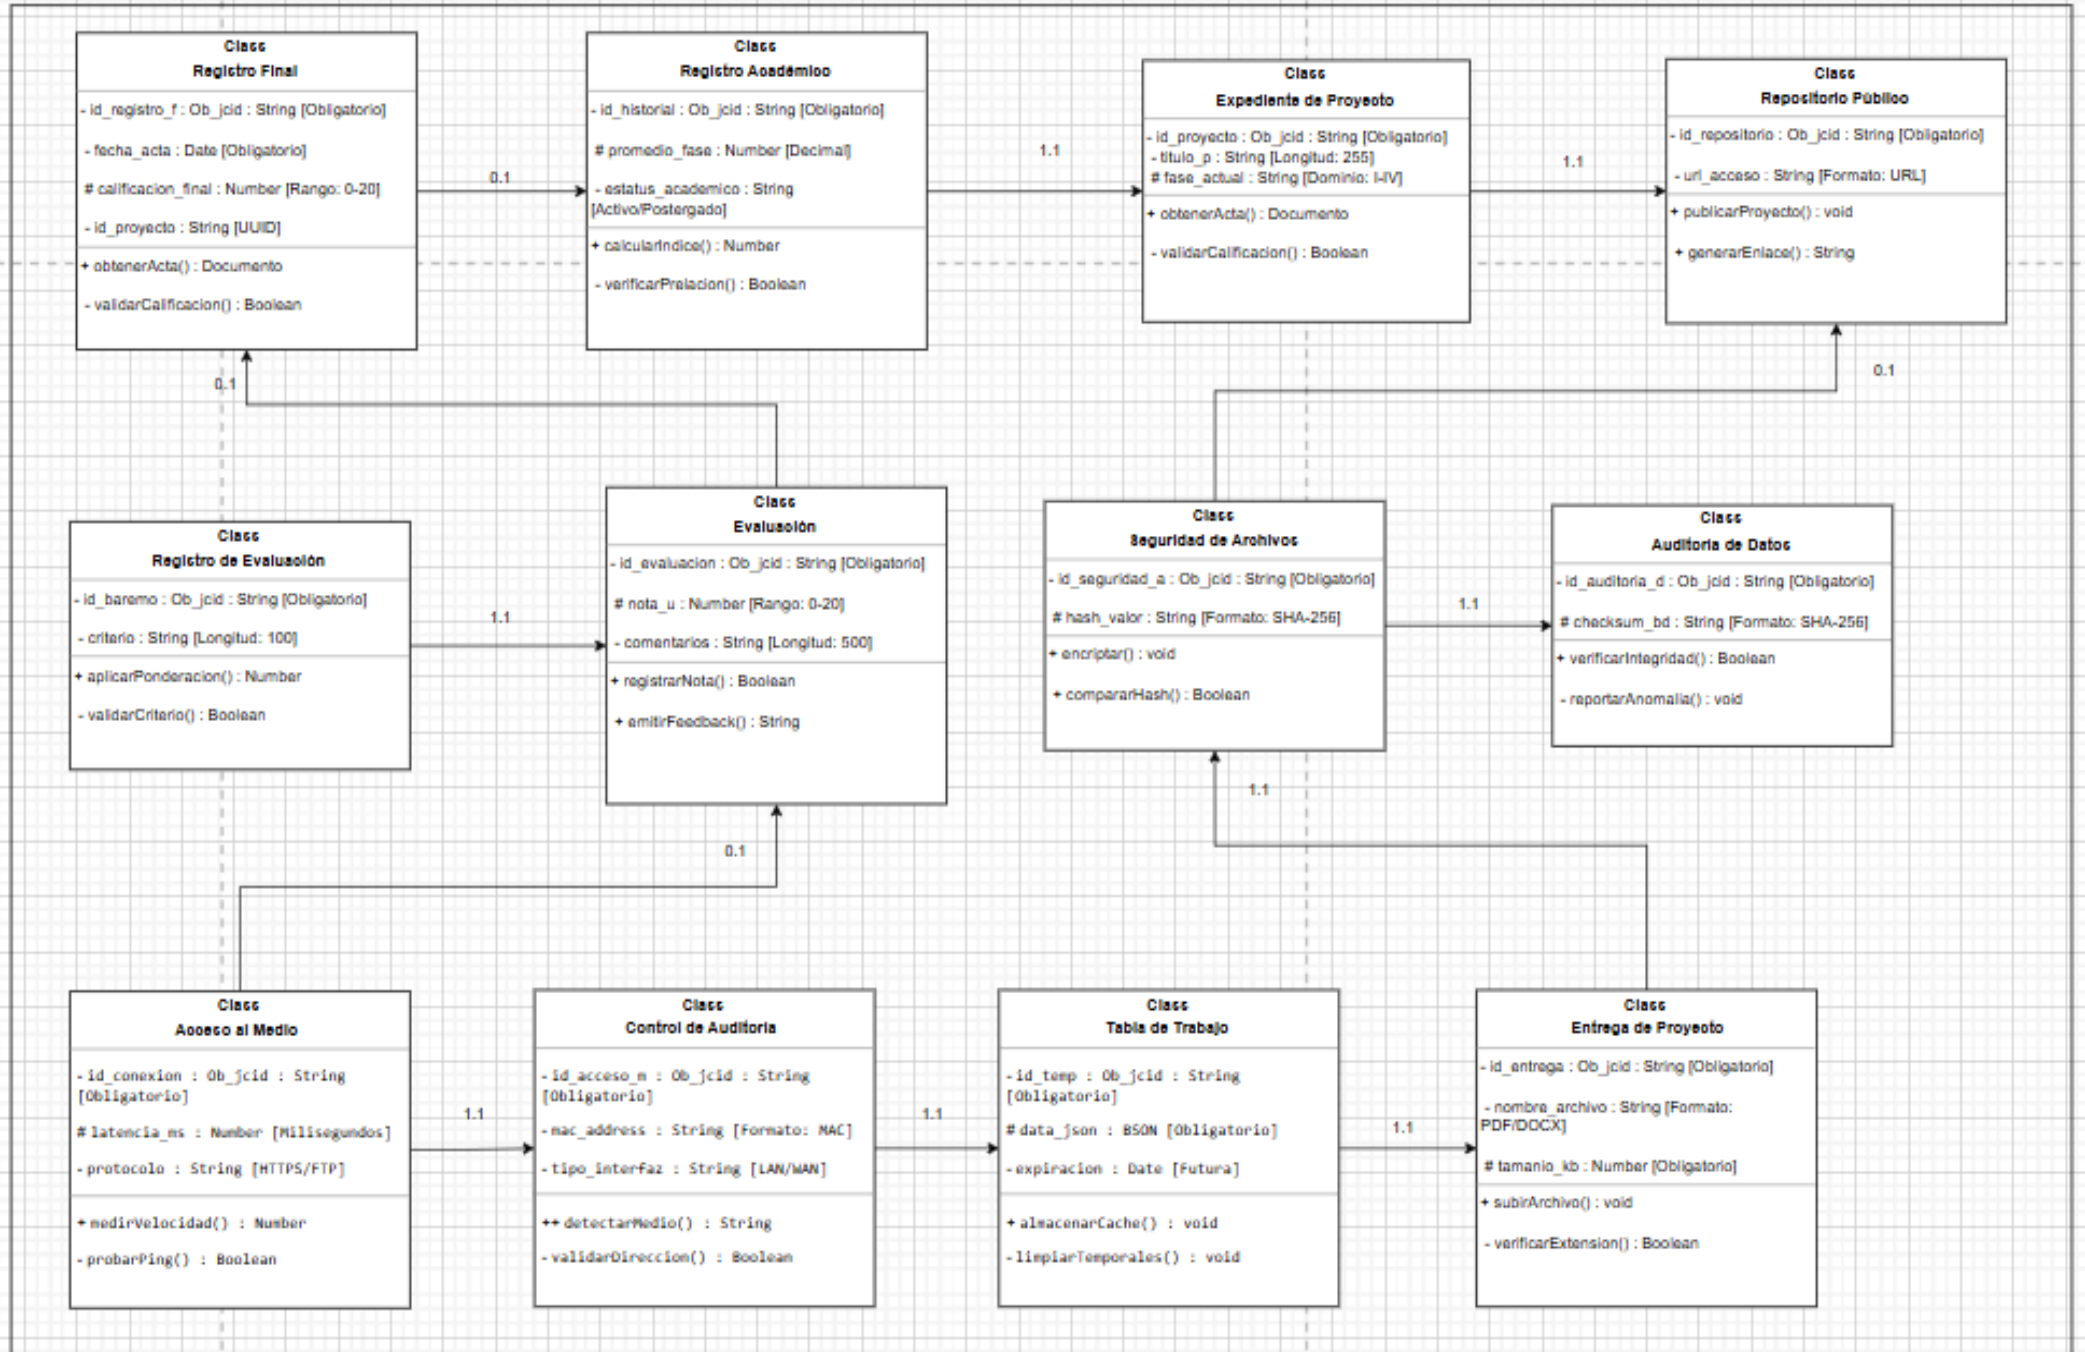 Class
Registro Final
- id_registro_f : Ob_jcid : String [Obligatorio]
- fecha_acta : Date [Obligatorio]
# calificacion_final : Number [Rango: 0-20]
- id_proyecto : String [UUID]
+ obtenerActa() : Documento
- validarCalificacion() : Boolean
0.1
Class
Registro Académico
- id_historial : Ob_jcid : String [Obligatorio]
# promedio_fase : Number [Decimal]
- estatus_academico : String
[Activo/Postergado]
+ calcularIndice() : Number
- verificarPrelacion() : Boolean
1.1
Class
Expediente de Proyecto
- id_proyecto : Ob_jcid : String [Obligatorio]
- titulo_p : String [Longitud: 255]
# fase_actual : String [Dominio: I-IV]
+ obtenerActa() : Documento
- validarCalificacion() : Boolean
1.1
Class
Repositorio Público
- id_repositorio : Ob_jcid : String [Obligatorio]
- url_acceso : String [Formato: URL]
+ publicarProyecto() : void
+ generarEnlace() : String
0.1
0.1
Class
Registro de Evaluación
- id_baremo : Ob_jcid : String [Obligatorio]
- criterio : String [Longitud: 100]
+ aplicarPonderacion() : Number
- validarCriterio() : Boolean
1.1
Class
Evaluación
- id_evaluacion : Ob_jcid : String [Obligatorio]
# nota_u : Number [Rango: 0-20]
- comentarios : String [Longitud: 500]
+ registrarNota() : Boolean
+ emitirFeedback() : String
Class
Seguridad de Archivos
- id_seguridad_a : Ob_jcid : String [Obligatorio]
# hash_valor : String [Formato: SHA-256]
+ encriptar() : void
+ compararHash() : Boolean
1.1
Class
Auditoria de Datos
- id_auditoria_d : Ob_jcid : String [Obligatorio]
# checksum_bd : String [Formato: SHA-256]
+ verificarIntegridad() : Boolean
- reportarAnomalia() : void
0.1
1.1
Class
Acceso al Medio
- id_conexion : Ob_jcid : String
[Obligatorio]
# latencia_ms : Number [Milisegundos]
- protocolo : String [HTTPS/FTP]
+ medirVelocidad() : Number
- probarPing() : Boolean
1.1
Class
Control de Auditoria
- id_acceso_m : Ob_jcid : String
[Obligatorio]
- mac_address : String [Formato: MAC]
- tipo_interfaz : String [LAN/WAN]
++ detectarMedio() : String
- validarDireccion() : Boolean
1.1
Class
Tabla de Trabajo
- id_temp : Ob_jcid : String
[Obligatorio]
# data_json : BSON [Obligatorio]
- expiracion : Date [Futura]
+ almacenarCache() : void
- limpiarTemporales() : void
1.1
Class
Entrega de Proyecto
- id_entrega : Ob_jcid : String [Obligatorio]
- nombre_archivo : String [Formato:
PDF/DOCX]
# tamanio_kb : Number [Obligatorio]
+ subirArchivo() : void
- verificarExtension() : Boolean